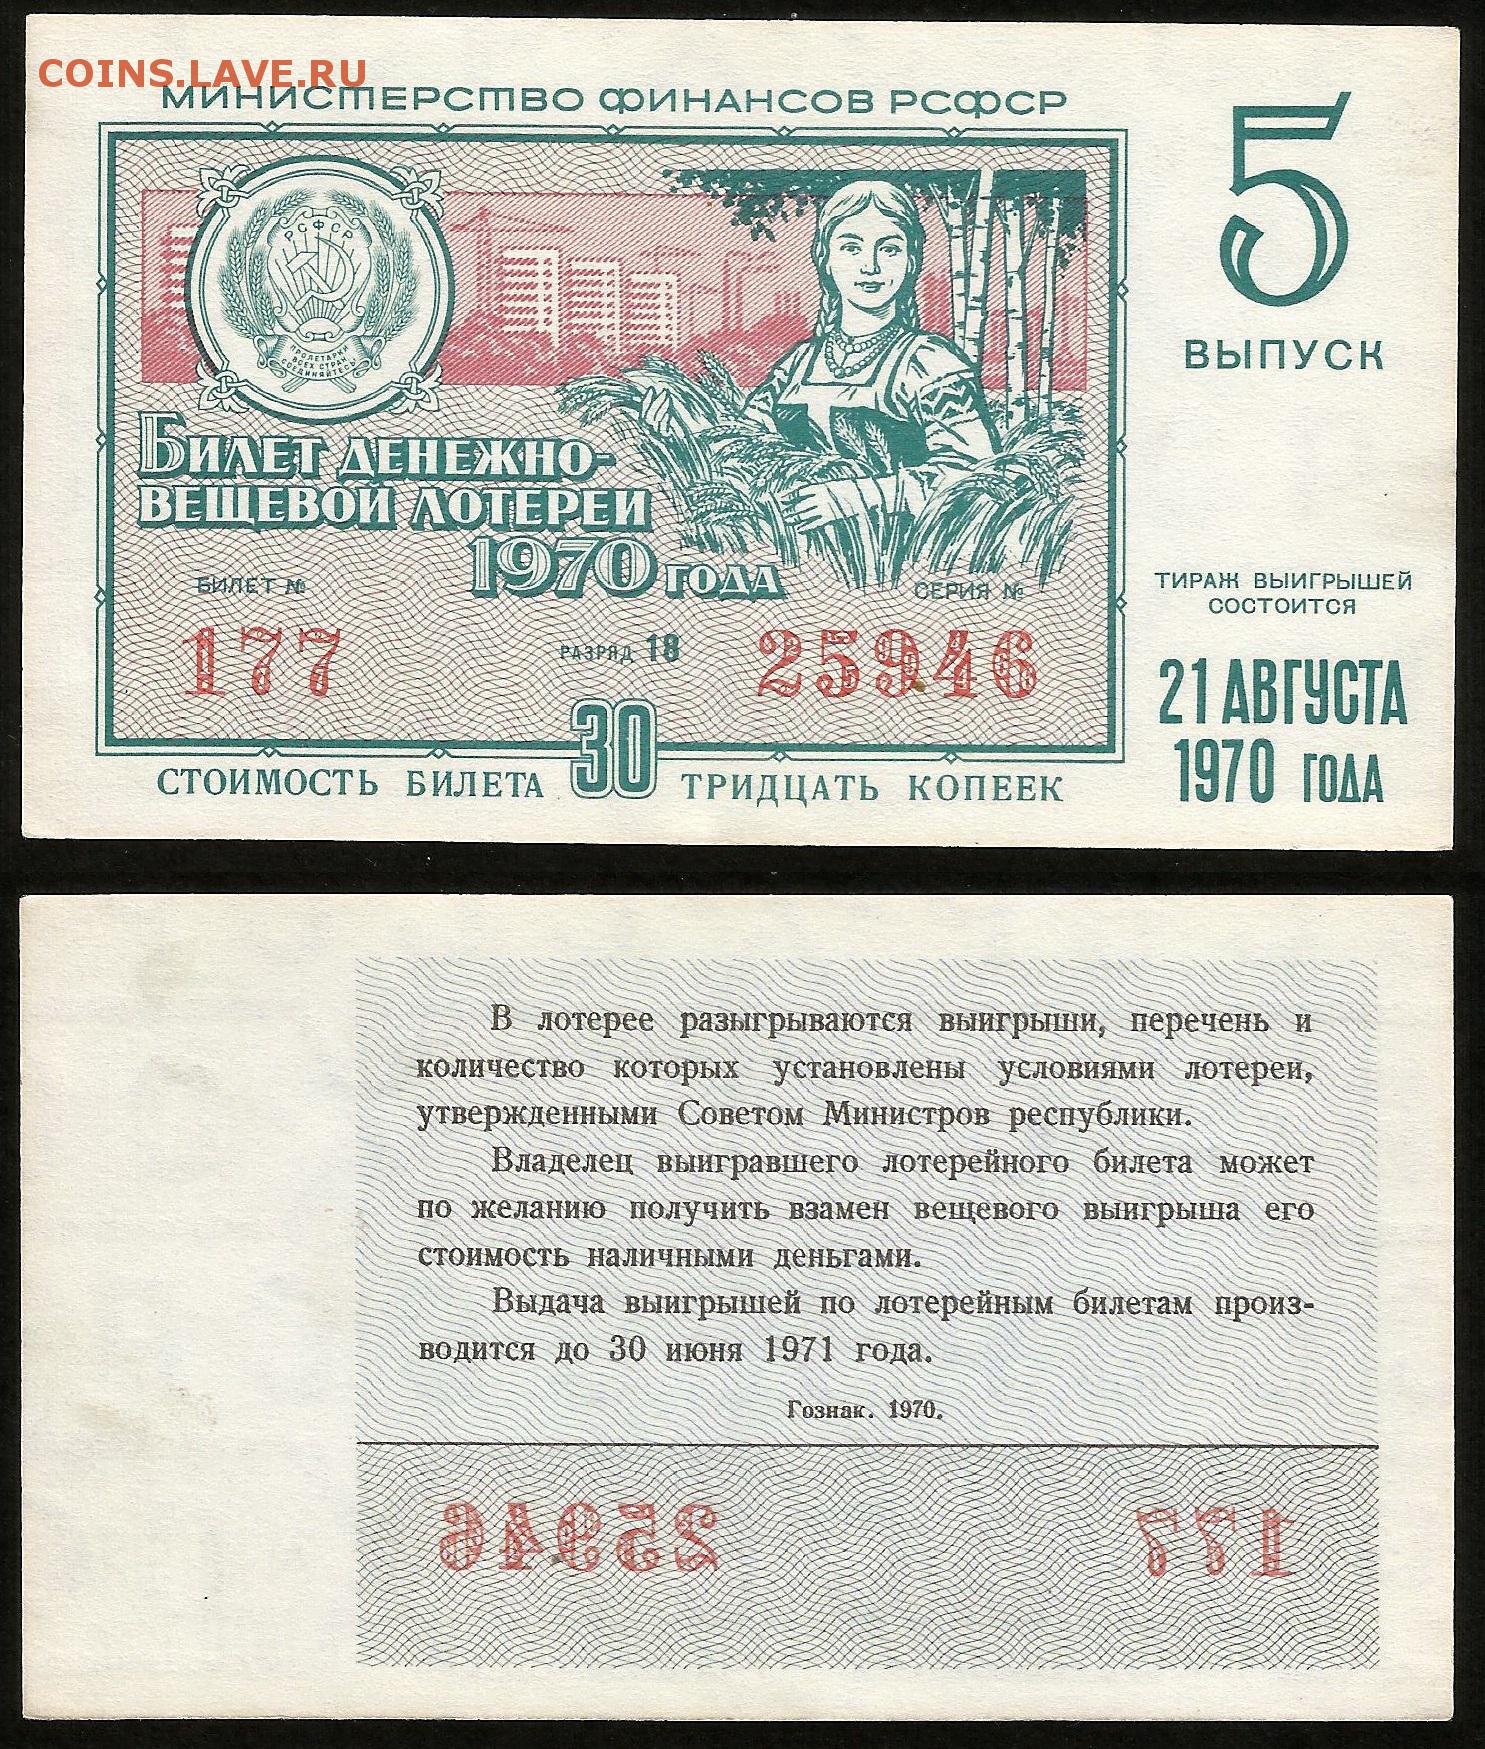 COINS.LAVE.RU
МИНИСТЕРСТВО ФИНАНСОВ РСФСР
5
ВЫПУСК
РСФСР
ПРОЛЕТАРИИ
ВСЕХ СТРАН
СОЕДИНЯЙТЕСЬ
БИЛЕТ ДЕНЕЖНО-
ВЕЩЕВОЙ ЛОТЕРЕИ
1970 ГОДА
БИЛЕТ № СЕРИЯ №
177 РАЗРЯД 18 25946
ТИРАЖ ВЫИГРЫШЕЙ
СОСТОИТСЯ
21 АВГУСТА
1970 ГОДА
СТОИМОСТЬ БИЛЕТА 30 ТРИДЦАТЬ КОПЕЕК
В лотерее разыгрываются выигрыши, перечень и
количество которых установлены условиями лотереи,
утвержденными Советом Министров республики.
Владелец выигравшего лотерейного билета может
по желанию получить взамен вещевого выигрыша его
стоимость наличными деньгами.
Выдача выигрышей по лотерейным билетам произ-
водится до 30 июня 1971 года.
Гознак. 1970.
25946 177